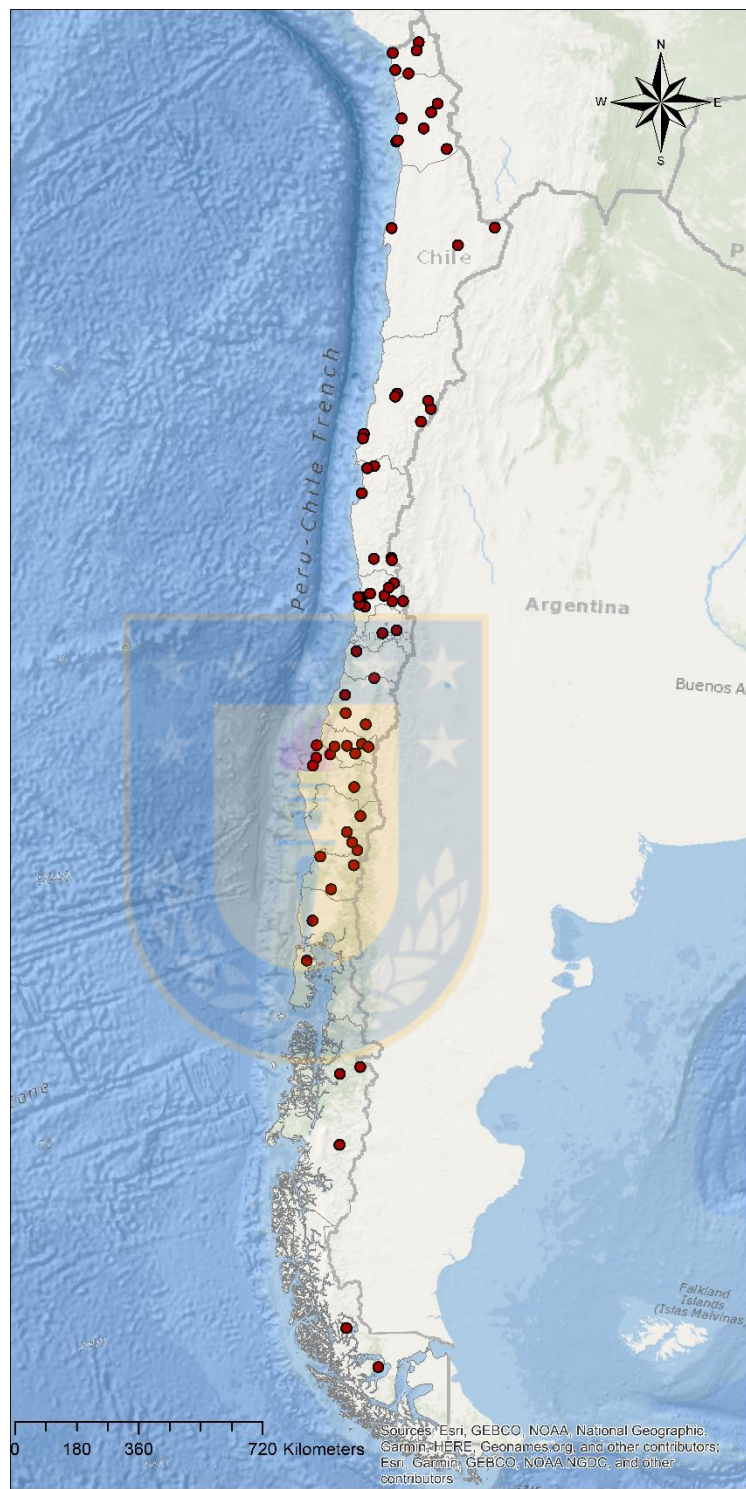 N
W E
S
Chile
Peru-Chile Trench
Argentina
Buenos A
one
Falkland
Islands
(Islas Malvinas)
0 180 360 720 Kilometers
Sources: Esri, GEBCO, NOAA, National Geographic,
Garmin, HERE, Geonames.org, and other contributors;
Esri, Garmin, GEBCO, NOAA NGDC, and other
contributors